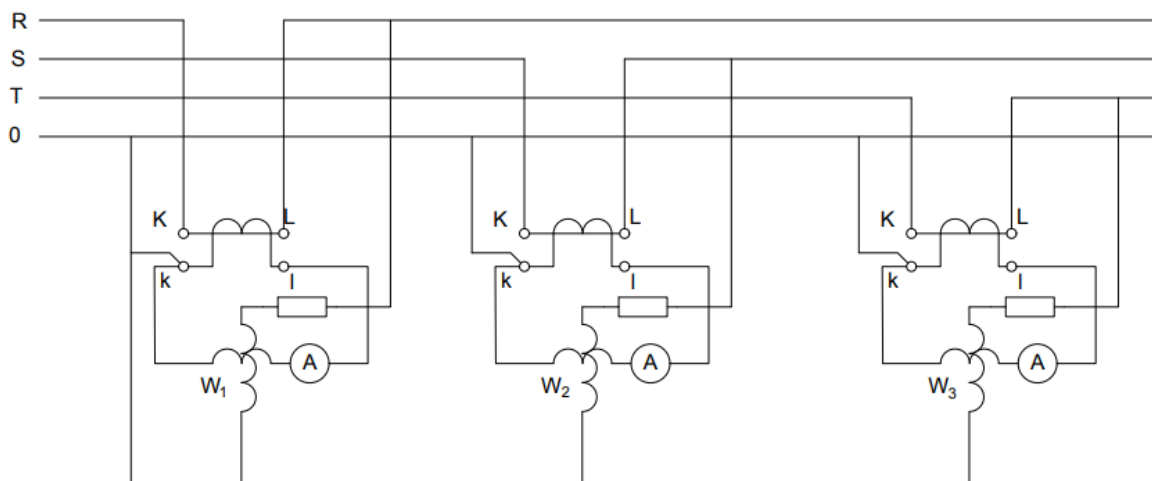 R
S
T
0
K L K L K L
k l k l k l
A A A
W1 W2 W3